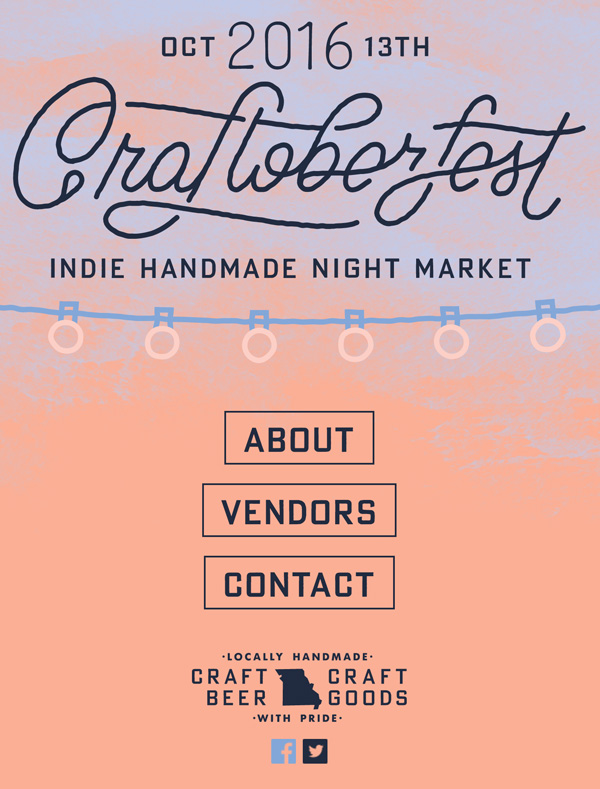 OCT 2016 13TH
Craftoberfest
INDIE HANDMADE NIGHT MARKET
ABOUT
VENDORS
CONTACT
·LOCALLY HANDMADE·
CRAFT CRAFT
BEER GOODS
·WITH PRIDE·